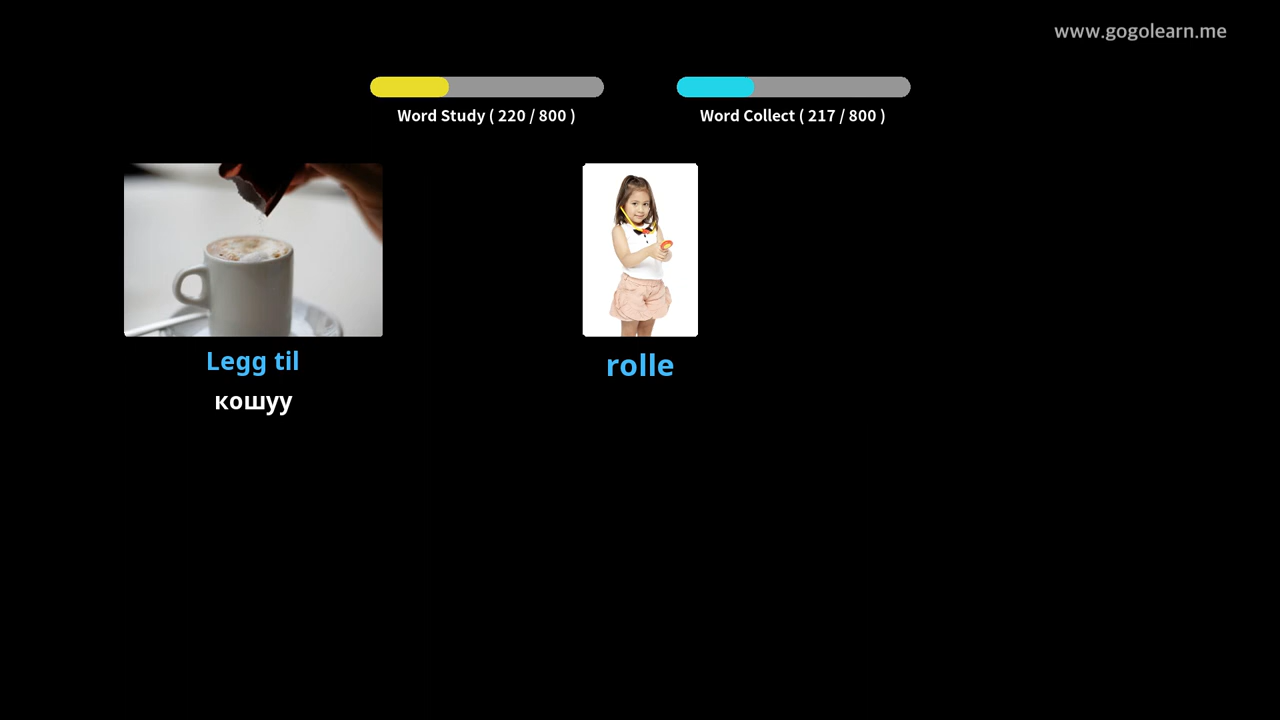 www.gogolearn.me
Word Study ( 220 / 800 )
Word Collect ( 217 / 800 )
Legg til
кошуу
rolle